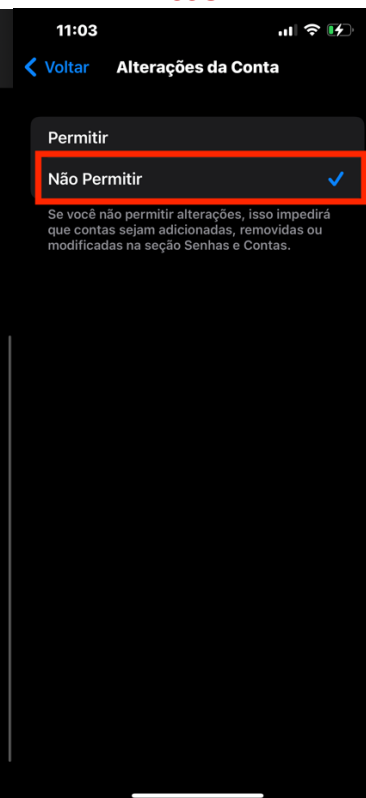 11:03
Voltar Alterações da Conta
Permitir
Não Permitir
Se você não permitir alterações, isso impedirá
que contas sejam adicionadas, removidas ou
modificadas na seção Senhas e Contas.